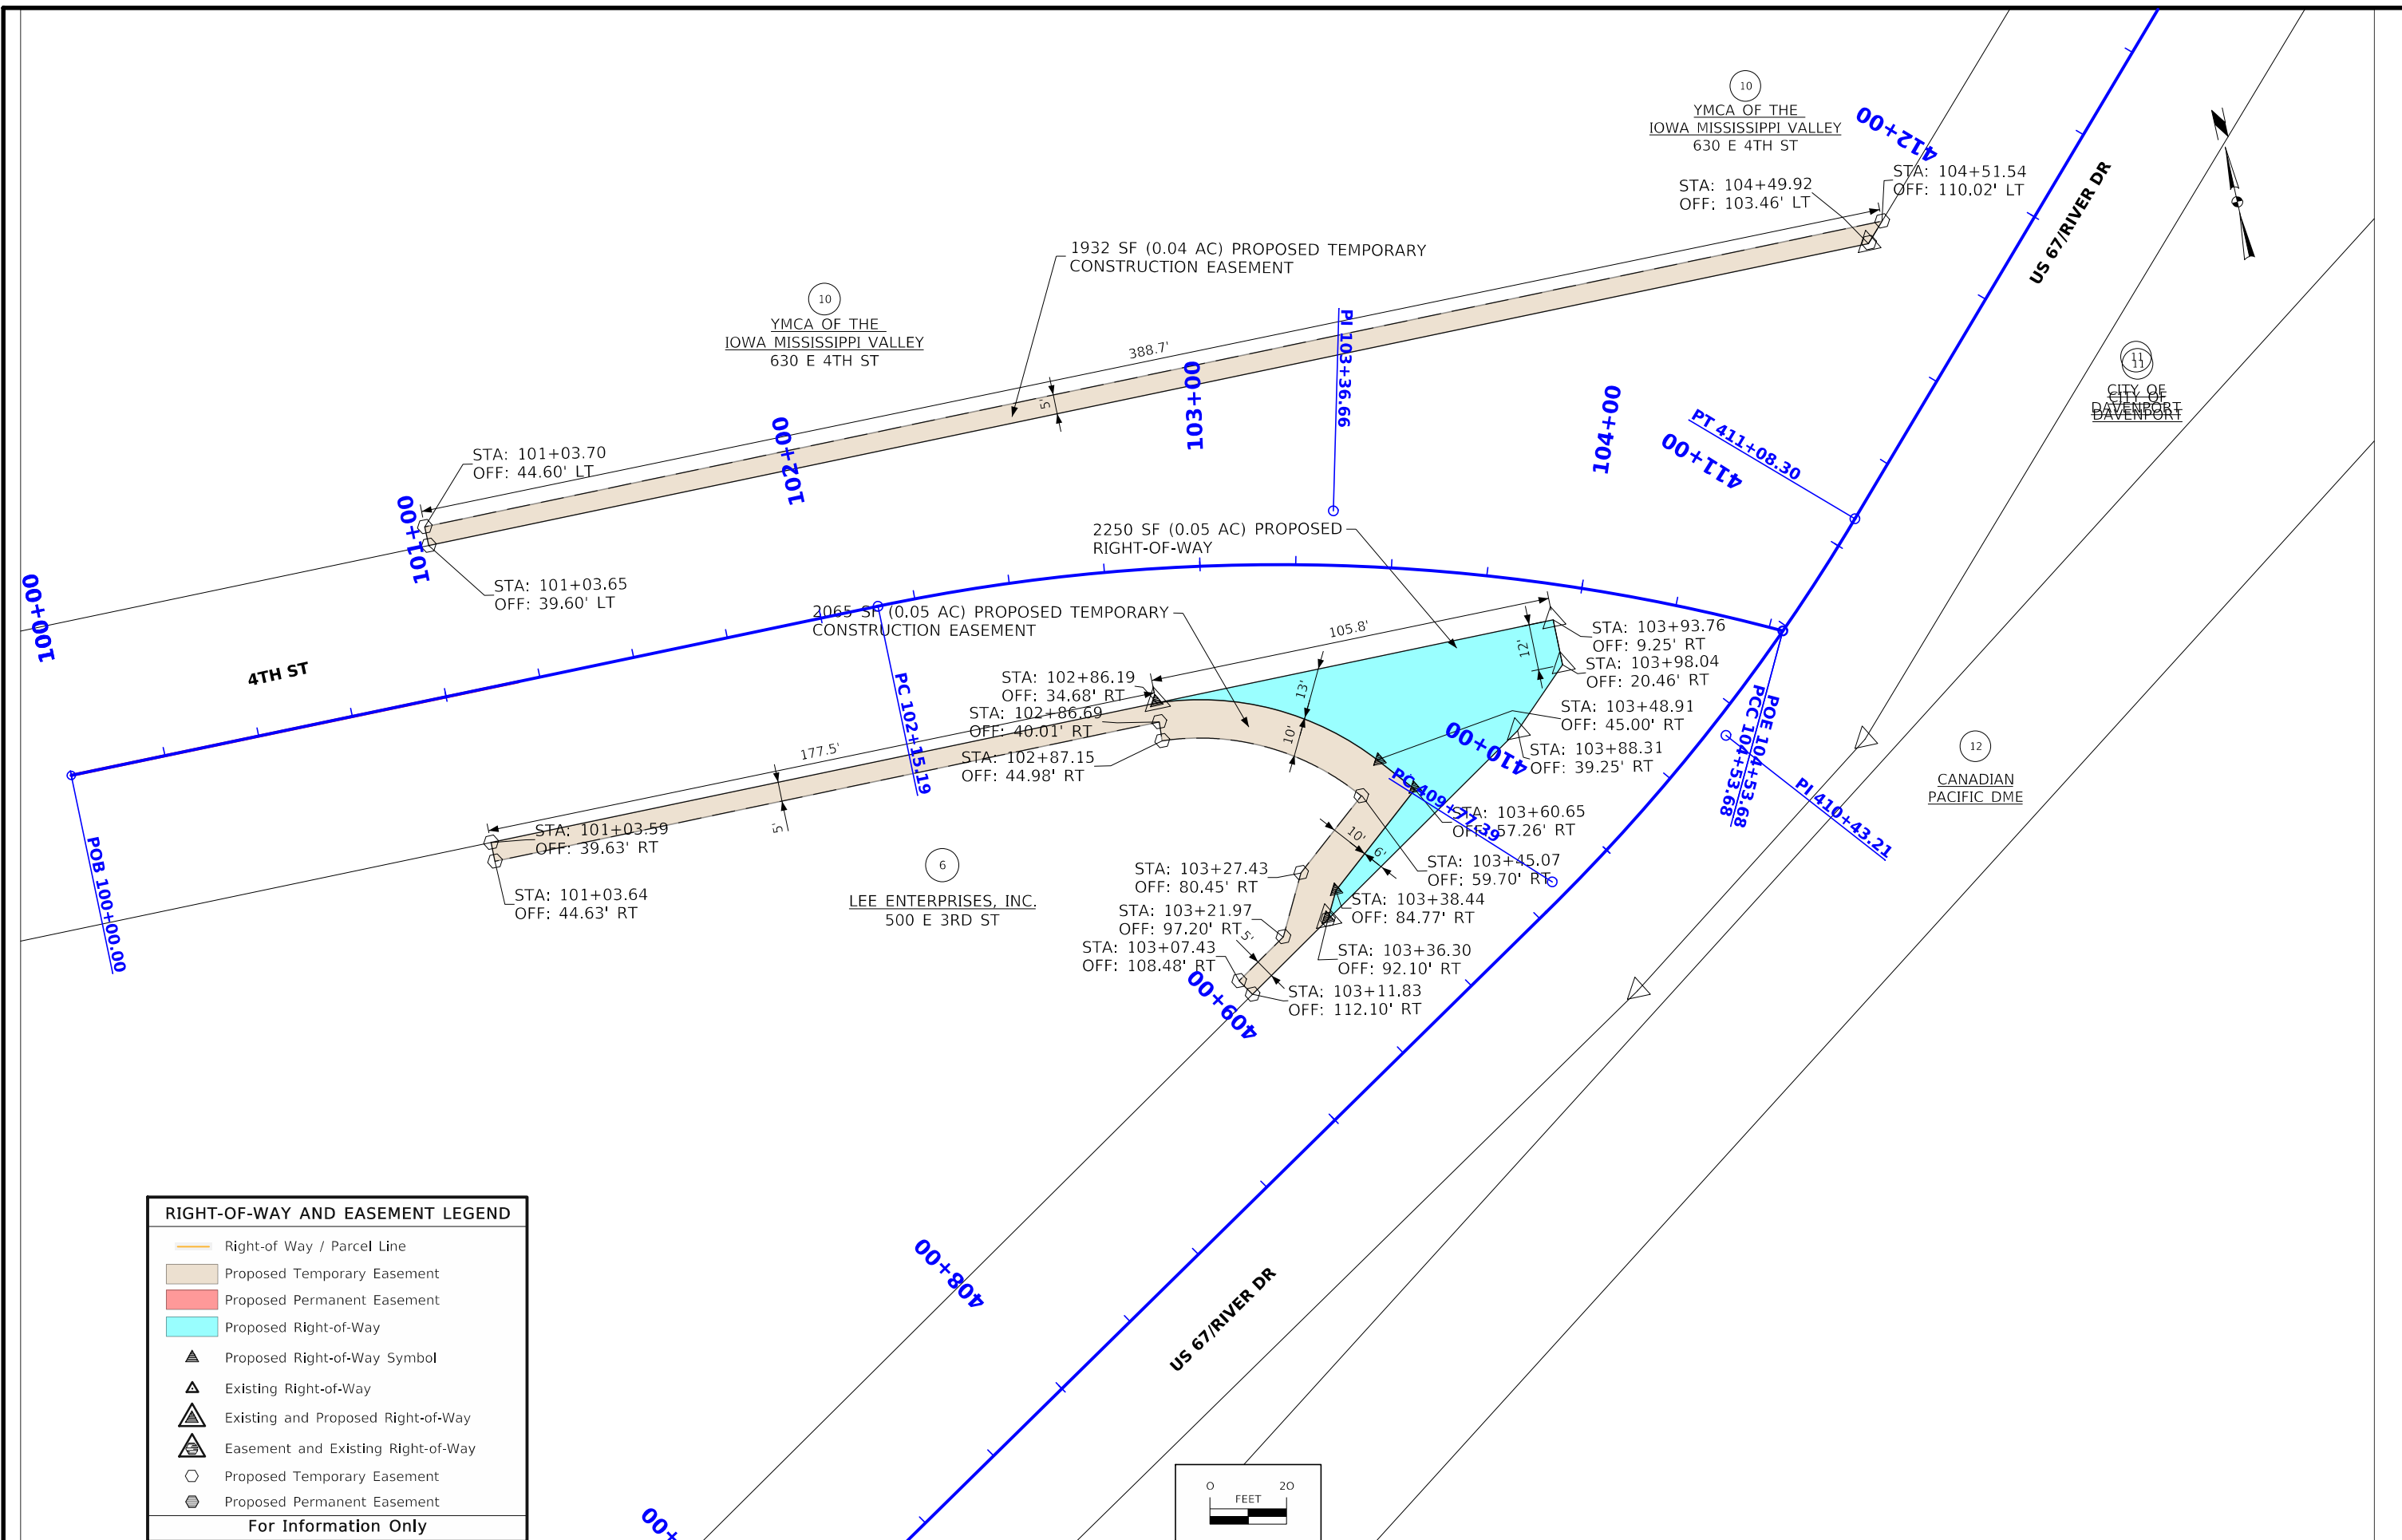 10
YMCA OF THE
IOWA MISSISSIPPI VALLEY
630 E 4TH ST
412+00
STA: 104+51.54
OFF: 110.02' LT
STA: 104+49.92
OFF: 103.46' LT
US 67/RIVER DR
1932 SF (0.04 AC) PROPOSED TEMPORARY
CONSTRUCTION EASEMENT
10
YMCA OF THE
IOWA MISSISSIPPI VALLEY
630 E 4TH ST
388.7'
5'
PI 103+36.66
103+00
104+00
102+00
101+00
100+00
PT 411+08.30
411+00
11
11
CITY OF
DAVENPORT
CITY OF
DAVENPORT
STA: 101+03.70
OFF: 44.60' LT
STA: 101+03.65
OFF: 39.60' LT
2250 SF (0.05 AC) PROPOSED
RIGHT-OF-WAY
2065 SF (0.05 AC) PROPOSED TEMPORARY
CONSTRUCTION EASEMENT
4TH ST
PC 102+15.19
105.8'
12'
13'
10'
STA: 103+93.76
OFF: 9.25' RT
STA: 103+98.04
OFF: 20.46' RT
STA: 102+86.19
OFF: 34.68' RT
STA: 102+86.69
OFF: 40.01' RT
STA: 102+87.15
OFF: 44.98' RT
STA: 103+48.91
OFF: 45.00' RT
STA: 103+88.31
OFF: 39.25' RT
410+00
PC 409+77.39
POE 104+53.68
PCC 104+53.68
PI 410+43.21
12
CANADIAN
PACIFIC DME
177.5'
5'
STA: 101+03.59
OFF: 39.63' RT
STA: 101+03.64
OFF: 44.63' RT
POB 100+00.00
6
LEE ENTERPRISES, INC.
500 E 3RD ST
STA: 103+60.65
OFF: 57.26' RT
STA: 103+45.07
OFF: 59.70' RT
10'
6'
STA: 103+27.43
OFF: 80.45' RT
STA: 103+38.44
OFF: 84.77' RT
STA: 103+21.97
OFF: 97.20' RT
5'
STA: 103+07.43
OFF: 108.48' RT
STA: 103+36.30
OFF: 92.10' RT
STA: 103+11.83
OFF: 112.10' RT
409+00
408+00
US 67/RIVER DR
RIGHT-OF-WAY AND EASEMENT LEGEND
Right-of Way / Parcel Line
Proposed Temporary Easement
Proposed Permanent Easement
Proposed Right-of-Way
Proposed Right-of-Way Symbol
Existing Right-of-Way
Existing and Proposed Right-of-Way
Easement and Existing Right-of-Way
Proposed Temporary Easement
Proposed Permanent Easement
For Information Only
0 20
FEET